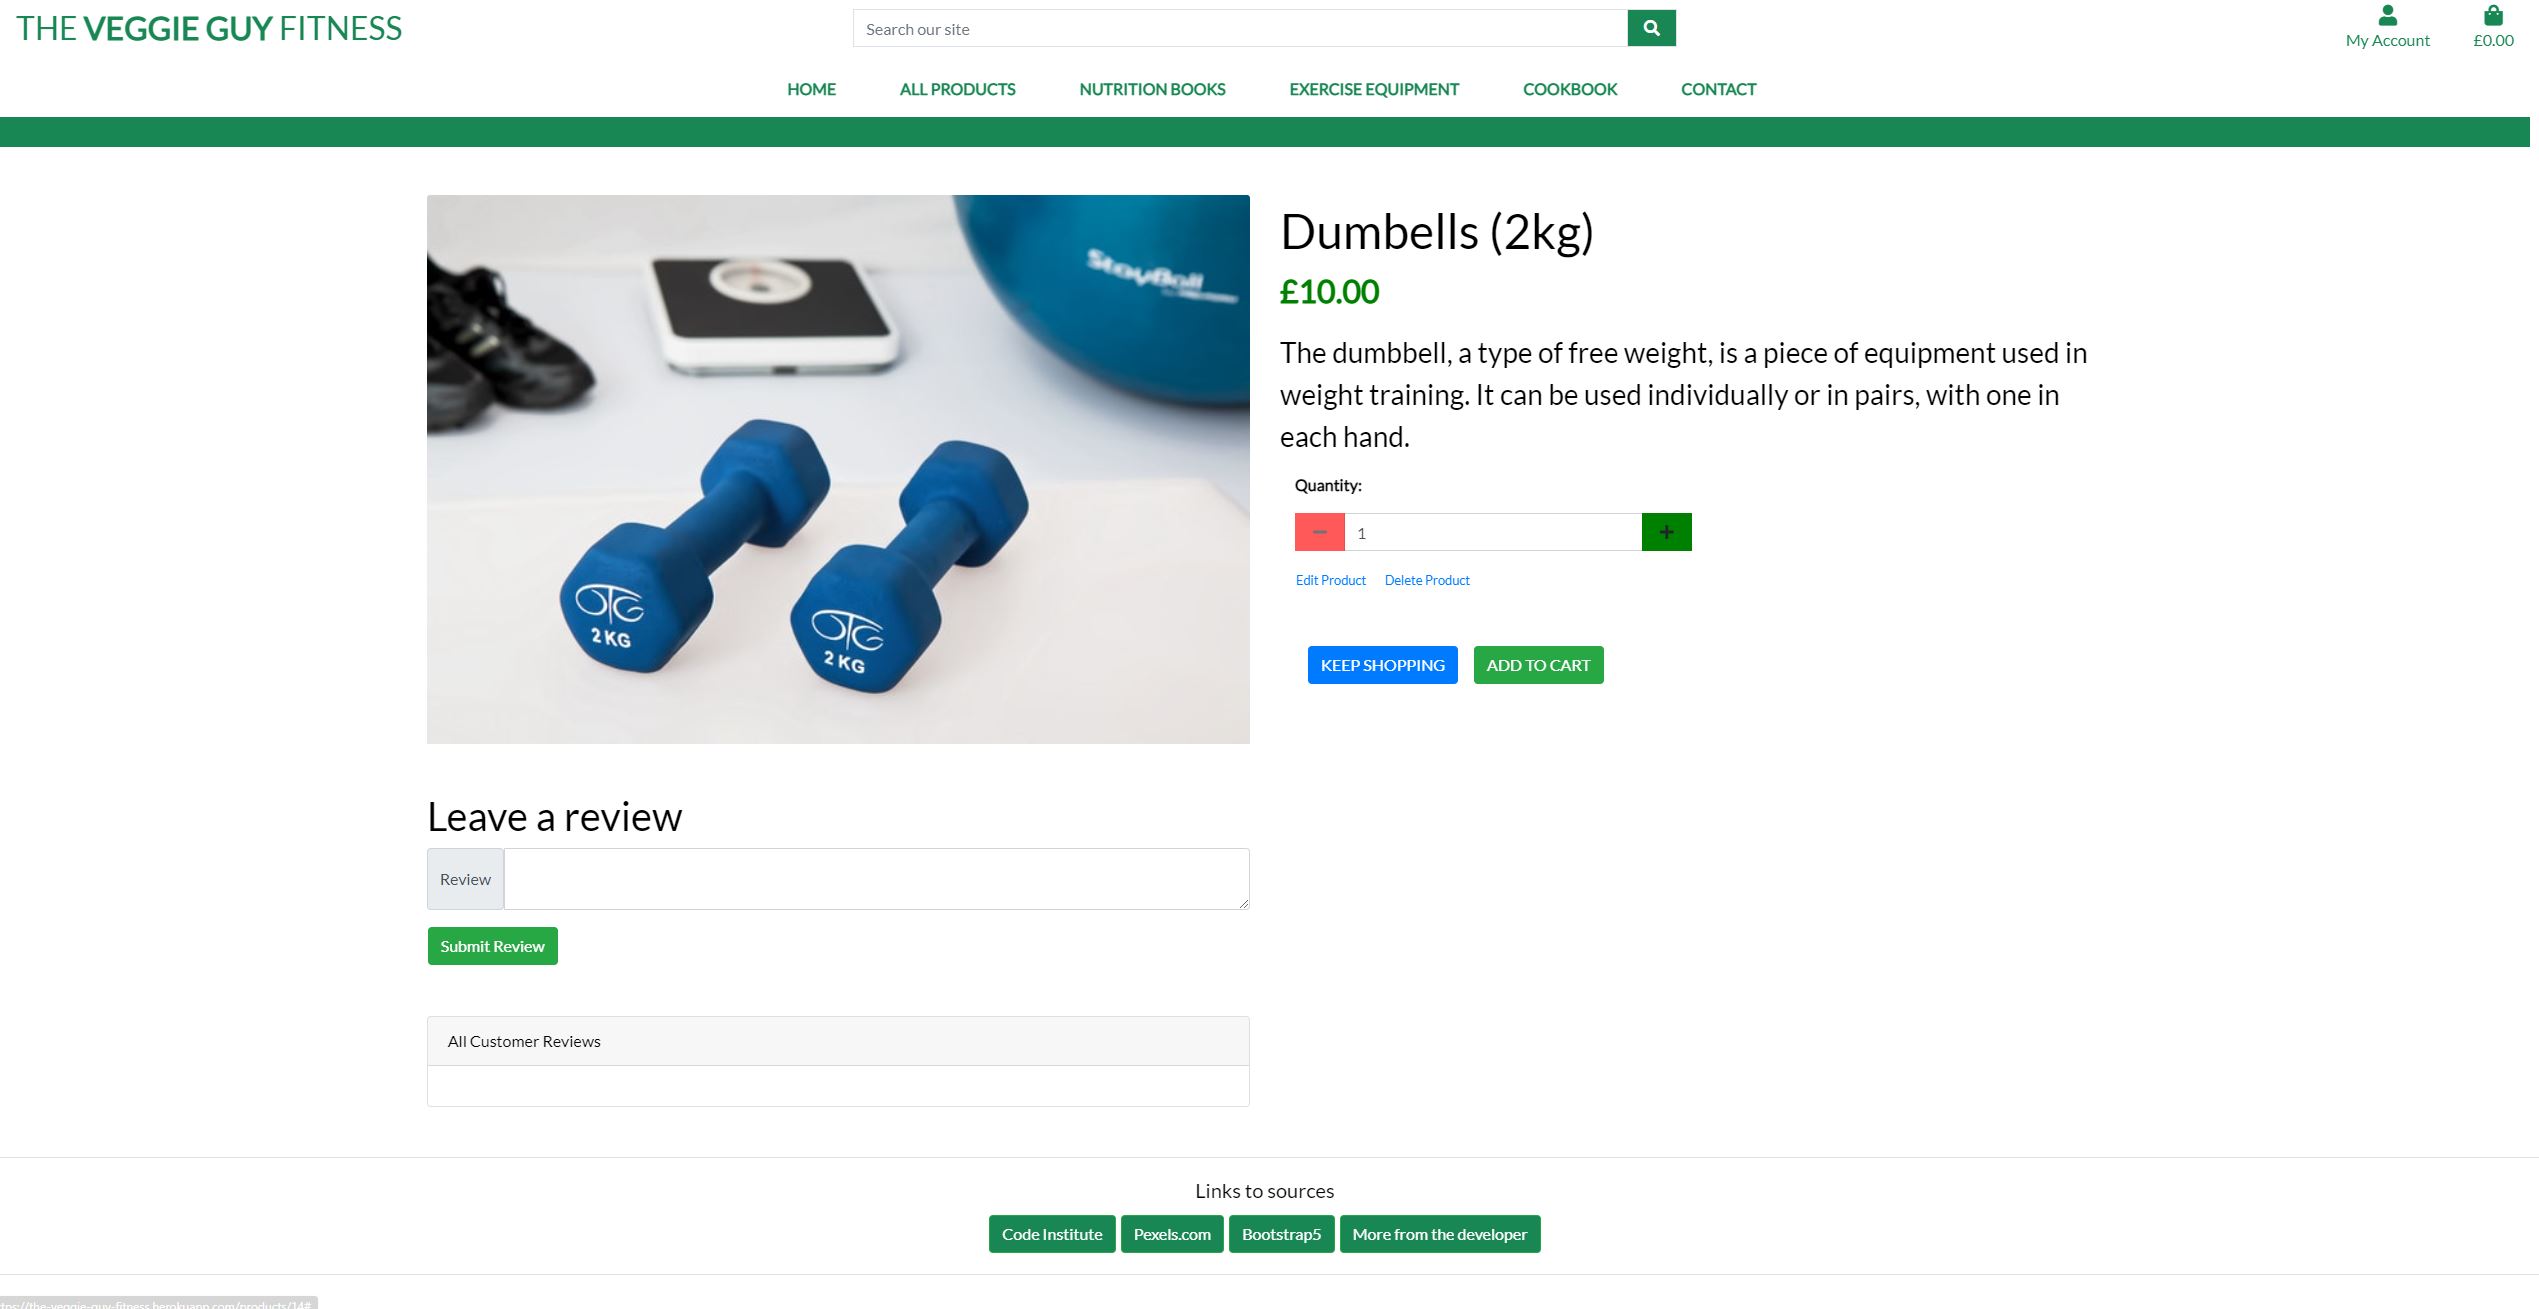 THE VEGGIE GUY FITNESS
Search our site
My Account
£0.00
HOME
ALL PRODUCTS
NUTRITION BOOKS
EXERCISE EQUIPMENT
COOKBOOK
CONTACT
StayBall
2 KG
2 KG
Dumbells (2kg)
£10.00
The dumbbell, a type of free weight, is a piece of equipment used in
weight training. It can be used individually or in pairs, with one in
each hand.
Quantity:
1
Edit Product
Delete Product
KEEP SHOPPING
ADD TO CART
Leave a review
Review
Submit Review
All Customer Reviews
Links to sources
Code Institute
Pexels.com
Bootstrap5
More from the developer